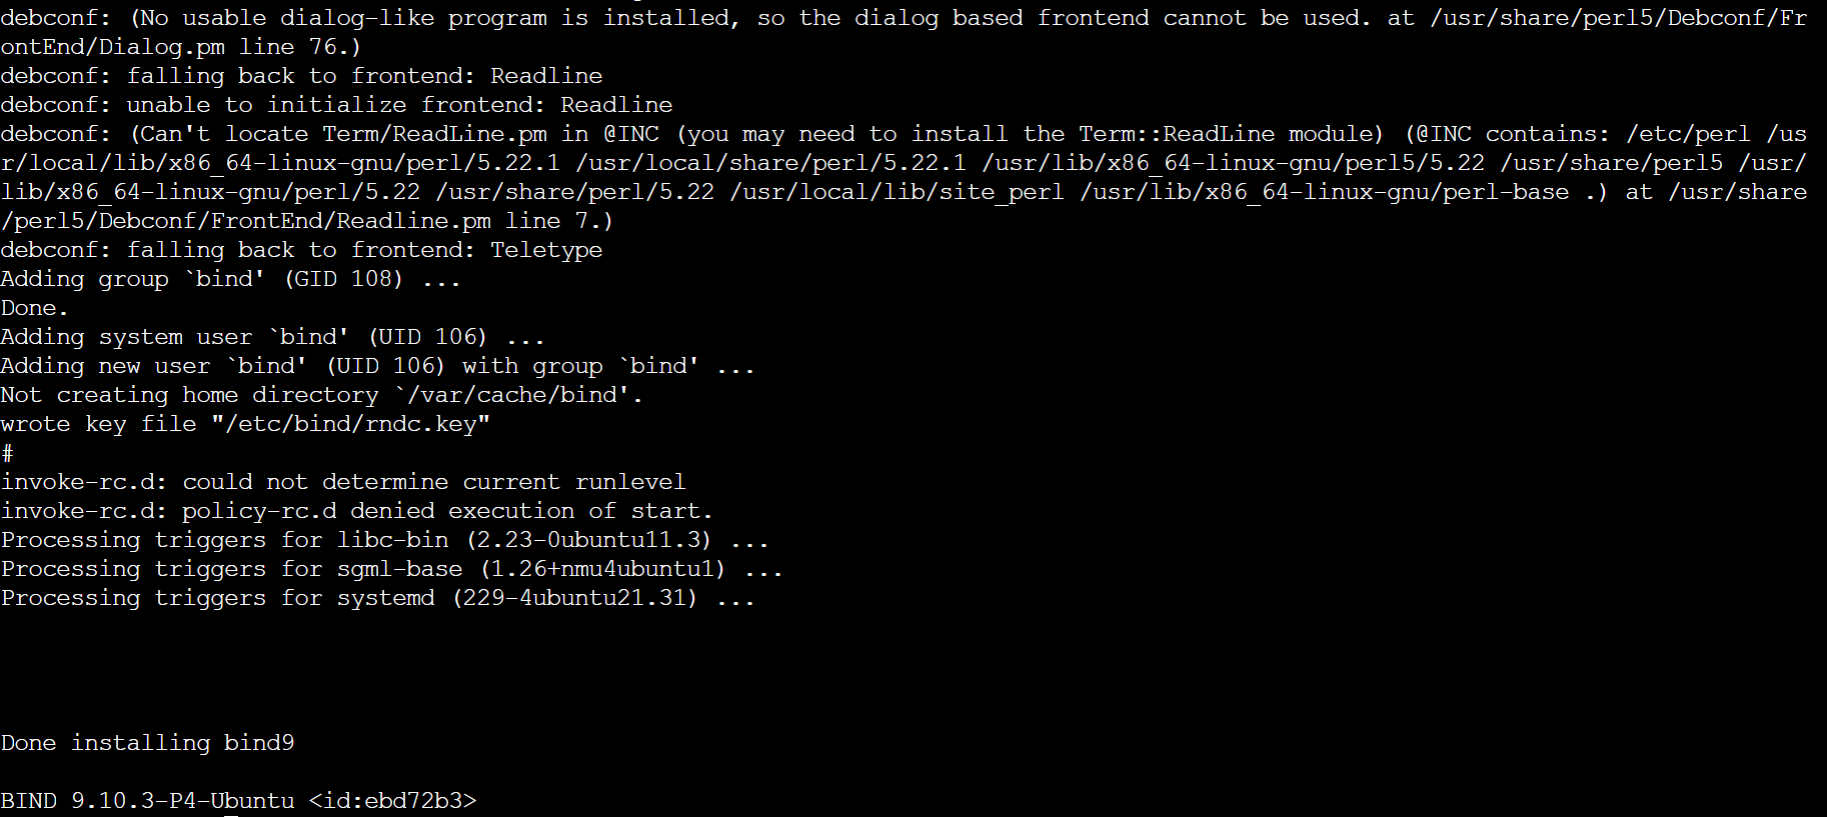 debconf: (No usable dialog-like program is installed, so the dialog based frontend cannot be used. at /usr/share/perl5/Debconf/Fr
ontEnd/Dialog.pm line 76.)
debconf: falling back to frontend: Readline
debconf: unable to initialize frontend: Readline
debconf: (Can't locate Term/ReadLine.pm in @INC (you may need to install the Term::ReadLine module) (@INC contains: /etc/perl /us
r/local/lib/x86_64-linux-gnu/perl/5.22.1 /usr/local/share/perl/5.22.1 /usr/lib/x86_64-linux-gnu/perl5/5.22 /usr/share/perl5 /usr/
lib/x86_64-linux-gnu/perl/5.22 /usr/share/perl/5.22 /usr/local/lib/site_perl /usr/lib/x86_64-linux-gnu/perl-base .) at /usr/share
/perl5/Debconf/FrontEnd/Readline.pm line 7.)
debconf: falling back to frontend: Teletype
Adding group `bind' (GID 108) ...
Done.
Adding system user `bind' (UID 106) ...
Adding new user `bind' (UID 106) with group `bind' ...
Not creating home directory `/var/cache/bind'.
wrote key file "/etc/bind/rndc.key"
#
invoke-rc.d: could not determine current runlevel
invoke-rc.d: policy-rc.d denied execution of start.
Processing triggers for libc-bin (2.23-0ubuntu11.3) ...
Processing triggers for sgml-base (1.26+nmu4ubuntu1) ...
Processing triggers for systemd (229-4ubuntu21.31) ...
Done installing bind9
BIND 9.10.3-P4-Ubuntu <id:ebd72b3>